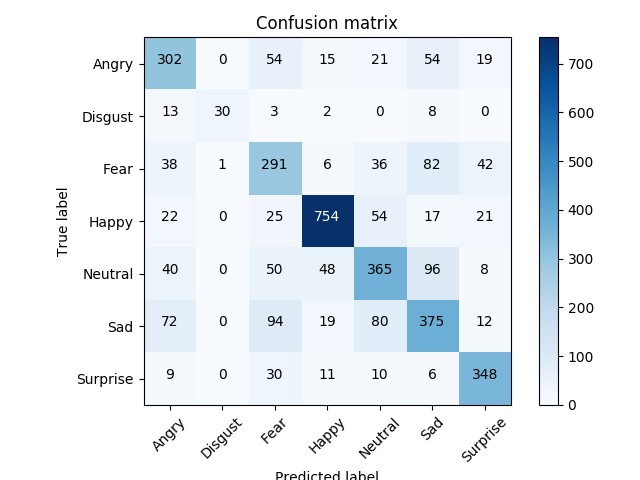 Confusion matrix
True label
Angry 302 0 54 15 21 54 19
Disgust 13 30 3 2 0 8 0
Fear 38 1 291 6 36 82 42
Happy 22 0 25 754 54 17 21
Neutral 40 0 50 48 365 96 8
Sad 72 0 94 19 80 375 12
Surprise 9 0 30 11 10 6 348
Angry Disgust Fear Happy Neutral Sad Surprise
Predicted label
700
600
500
400
300
200
100
0